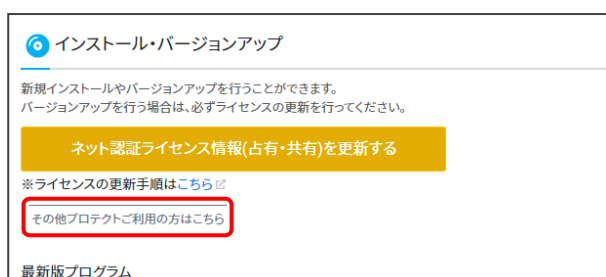 インストール・バージョンアップ
新規インストールやバージョンアップを行うことができます。
バージョンアップを行う場合は、必ずライセンスの更新を行ってください。
ネット認証ライセンス情報(占有・共有)を更新する
※ライセンスの更新手順はこちら
その他プロテクトご利用の方はこちら
最新版プログラム